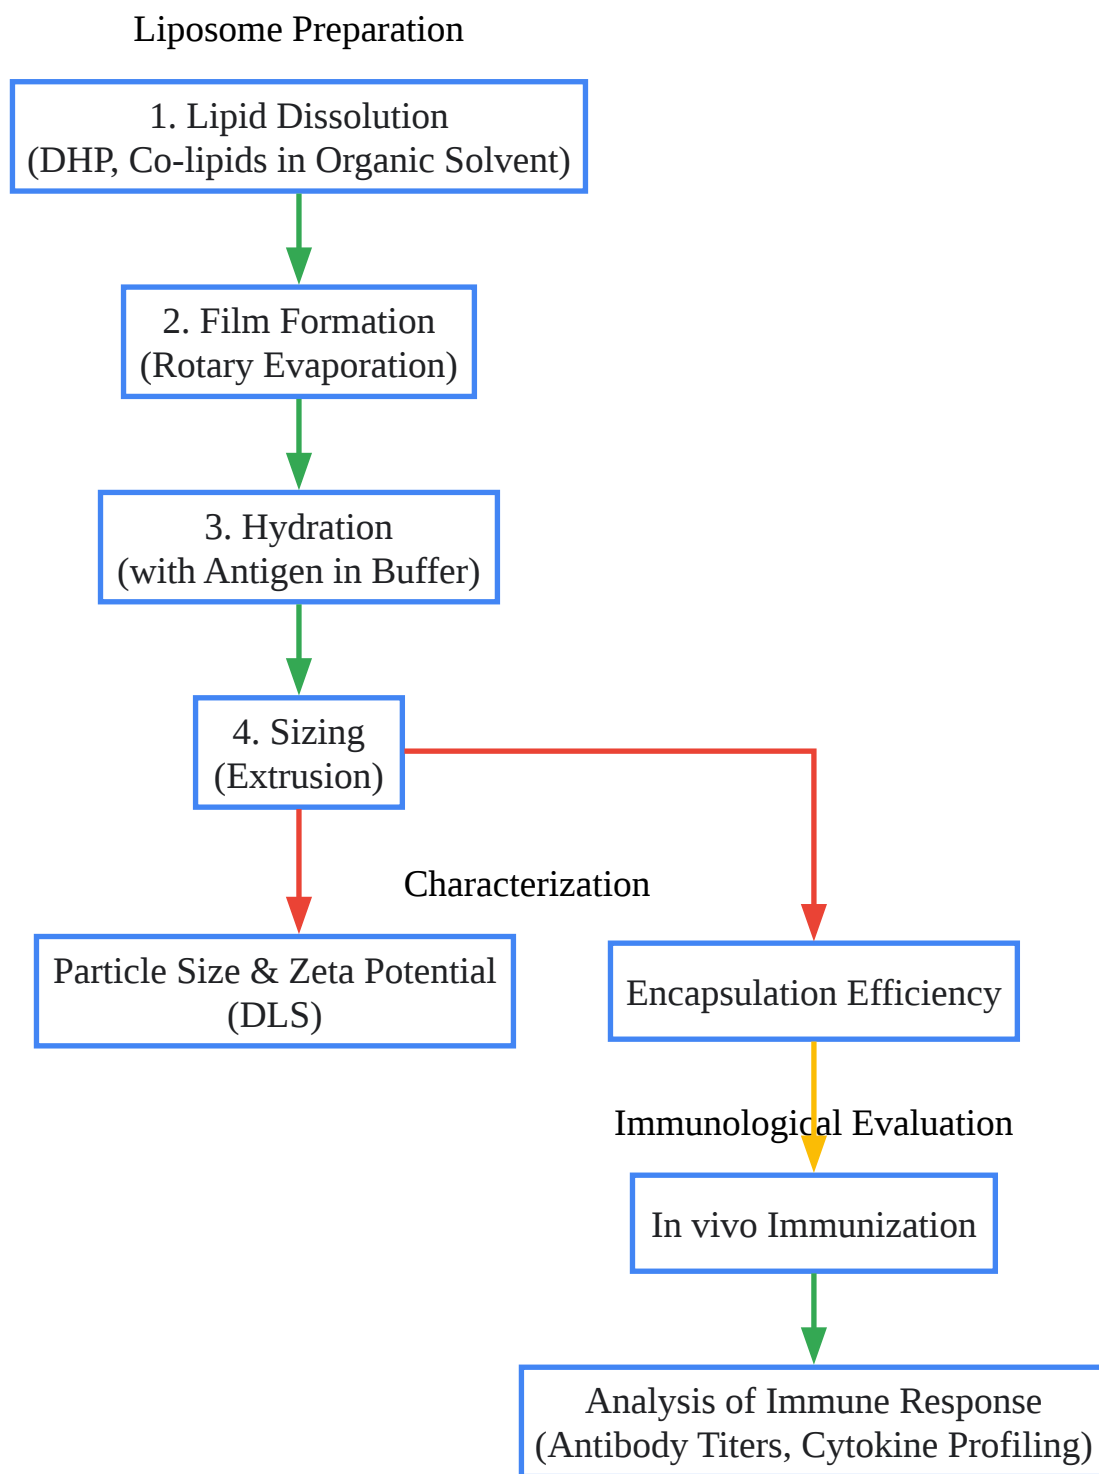 Liposome Preparation
1. Lipid Dissolution
(DHP, Co-lipids in Organic Solvent)
2. Film Formation
(Rotary Evaporation)
3. Hydration
(with Antigen in Buffer)
4. Sizing
(Extrusion)
Characterization
Particle Size & Zeta Potential
(DLS)
Encapsulation Efficiency
Immunological Evaluation
In vivo Immunization
Analysis of Immune Response
(Antibody Titers, Cytokine Profiling)